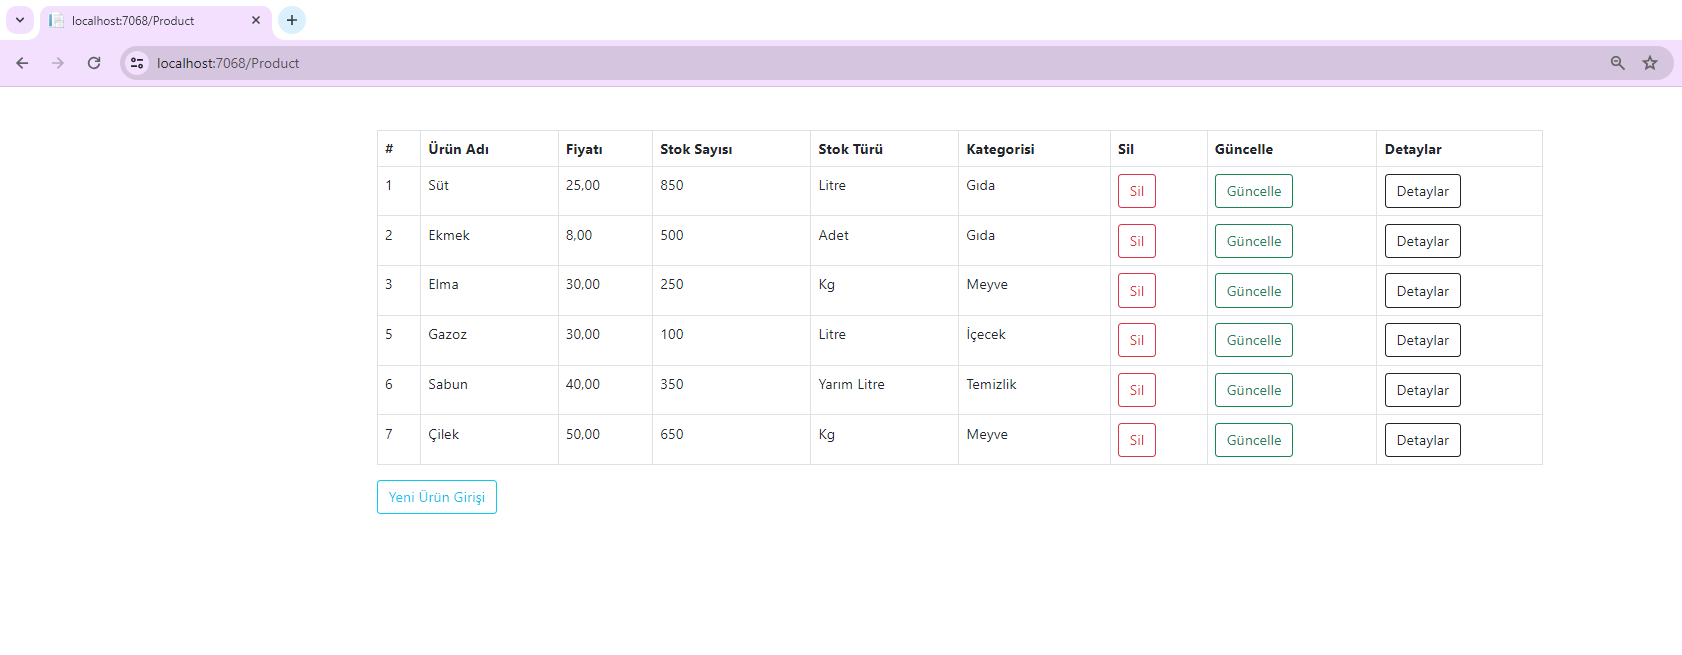 localhost:7068/Product
localhost:7068/Product
# Ürün Adı Fiyatı Stok Sayısı Stok Türü Kategorisi Sil Güncelle Detaylar
1 Süt 25,00 850 Litre Gıda Sil Güncelle Detaylar
2 Ekmek 8,00 500 Adet Gıda Sil Güncelle Detaylar
3 Elma 30,00 250 Kg Meyve Sil Güncelle Detaylar
5 Gazoz 30,00 100 Litre İçecek Sil Güncelle Detaylar
6 Sabun 40,00 350 Yarım Litre Temizlik Sil Güncelle Detaylar
7 Çilek 50,00 650 Kg Meyve Sil Güncelle Detaylar
Yeni Ürün Girişi